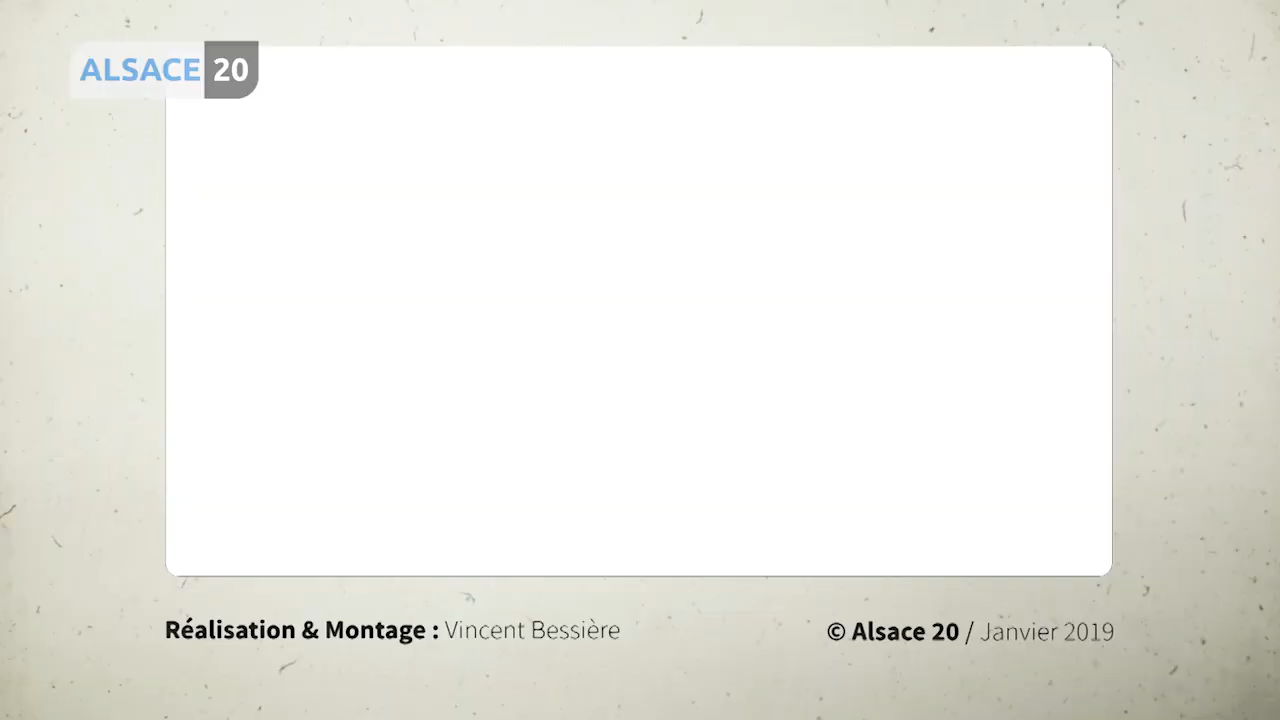 ALSACE 20
Réalisation & Montage : Vincent Bessière
© Alsace 20 / Janvier 2019